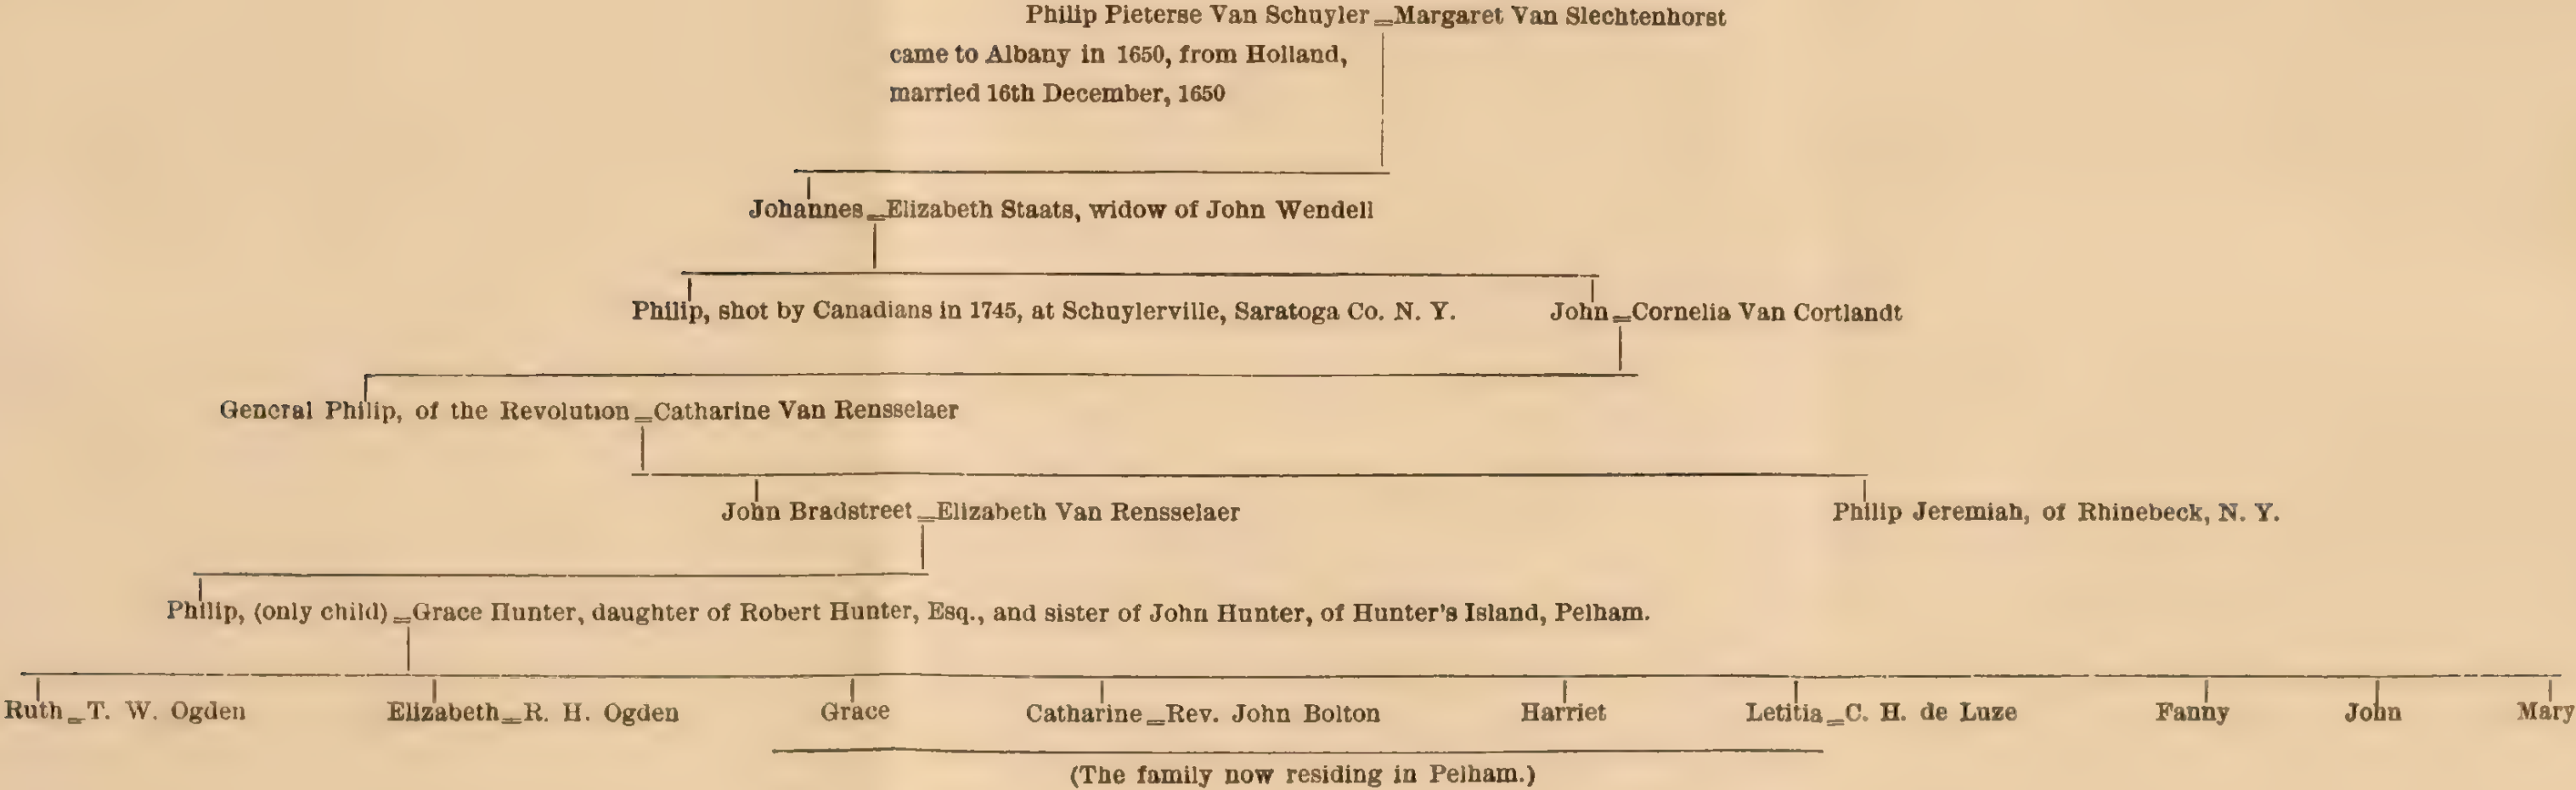 Philip Pieterse Van Schuyler = Margaret Van Slechtenhorst
came to Albany in 1650, from Holland,
married 16th December, 1650
Johannes = Elizabeth Staats, widow of John Wendell
Philip, shot by Canadians in 1745, at Schuylerville, Saratoga Co. N. Y. John = Cornelia Van Cortlandt
General Philip, of the Revolution = Catharine Van Rensselaer
John Bradstreet = Elizabeth Van Rensselaer Philip Jeremiah, of Rhinebeck, N. Y.
Philip, (only child) = Grace Hunter, daughter of Robert Hunter, Esq., and sister of John Hunter, of Hunter's Island, Pelham.
Ruth = T. W. Ogden Elizabeth = R. H. Ogden Grace Catharine = Rev. John Bolton Harriet Letitia = C. H. de Luze Fanny John Mary
(The family now residing in Pelham.)